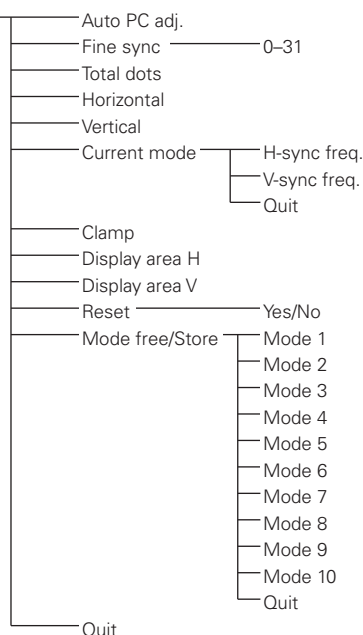 Auto PC adj.
Fine sync 0–31
Total dots
Horizontal
Vertical
Current mode H-sync freq.
V-sync freq.
Quit
Clamp
Display area H
Display area V
Reset Yes/No
Mode free/Store Mode 1
Mode 2
Mode 3
Mode 4
Mode 5
Mode 6
Mode 7
Mode 8
Mode 9
Mode 10
Quit
Quit